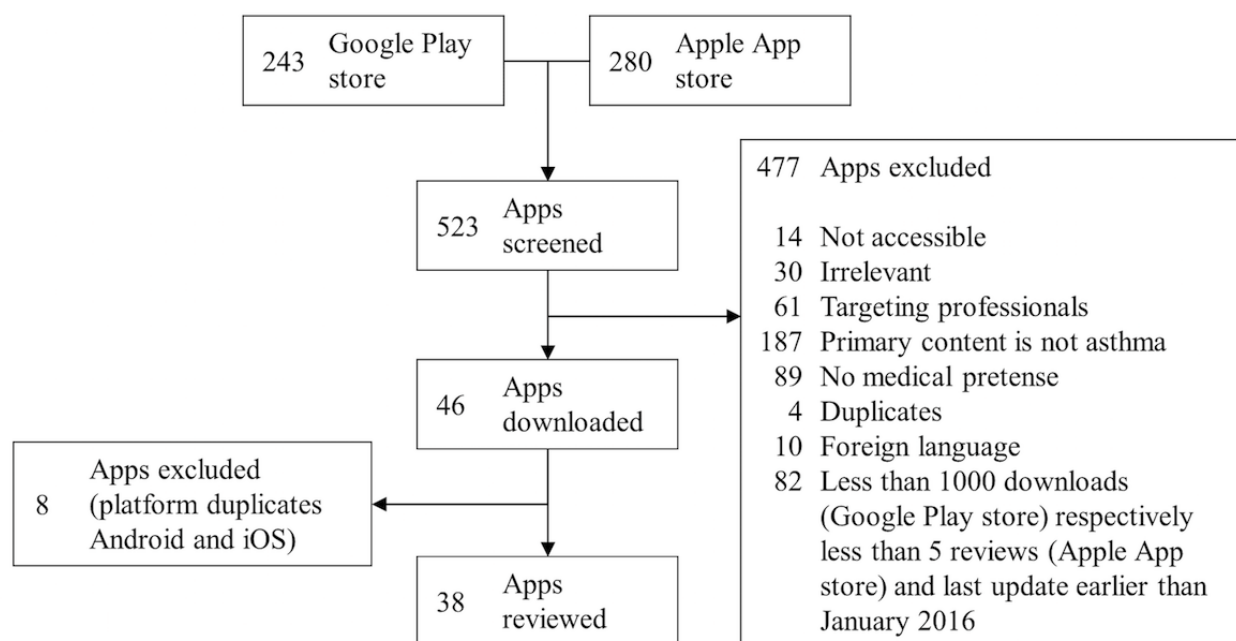 243 Google Play
store
280 Apple App
store
523 Apps
screened
477 Apps excluded
14 Not accessible
30 Irrelevant
61 Targeting professionals
187 Primary content is not asthma
89 No medical pretense
4 Duplicates
10 Foreign language
82 Less than 1000 downloads
(Google Play store) respectively
less than 5 reviews (Apple App
store) and last update earlier than
January 2016
46 Apps
downloaded
8 Apps excluded
(platform duplicates
Android and iOS)
38 Apps
reviewed